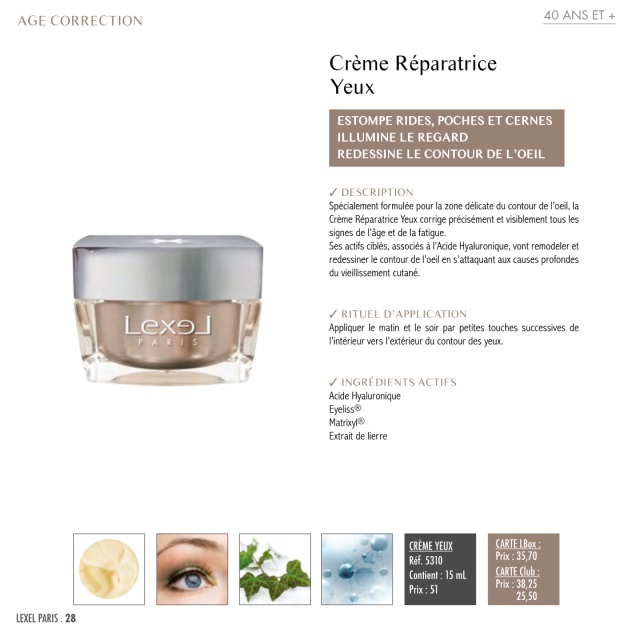 AGE CORRECTION
40 ANS ET +
Crème Réparatrice
Yeux
ESTOMPE RIDES, POCHES ET CERNES
ILLUMINE LE REGARD
REDESSINE LE CONTOUR DE L'OEIL
✓ DESCRIPTION
Spécialement formulée pour la zone délicate du contour de l'oeil, la
Crème Réparatrice Yeux corrige précisément et visiblement tous les
signes de l'âge et de la fatigue.
Ses actifs ciblés, associés à l'Acide Hyaluronique, vont remodeler et
redessiner le contour de l'oeil en s'attaquant aux causes profondes
du vieillissement cutané.
✓ RITUEL D'APPLICATION
Appliquer le matin et le soir par petites touches successives de
l'intérieur vers l'extérieur du contour des yeux.
✓ INGRÉDIENTS ACTIFS
Acide Hyaluronique
Eyeliss®
Matrixyl®
Extrait de lierre
Lexel
PARIS
CRÈME YEUX
Réf. 5310
Contient : 15 mL
Prix : 51
CARTE LBox :
Prix : 35,70
CARTE Club :
Prix : 38,25
25,50
LEXEL PARIS . 28